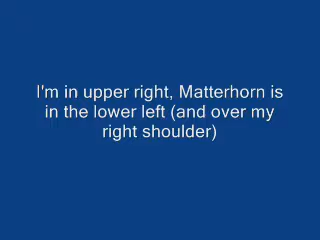 I'm in upper right, Matterhorn is
in the lower left (and over my
right shoulder)